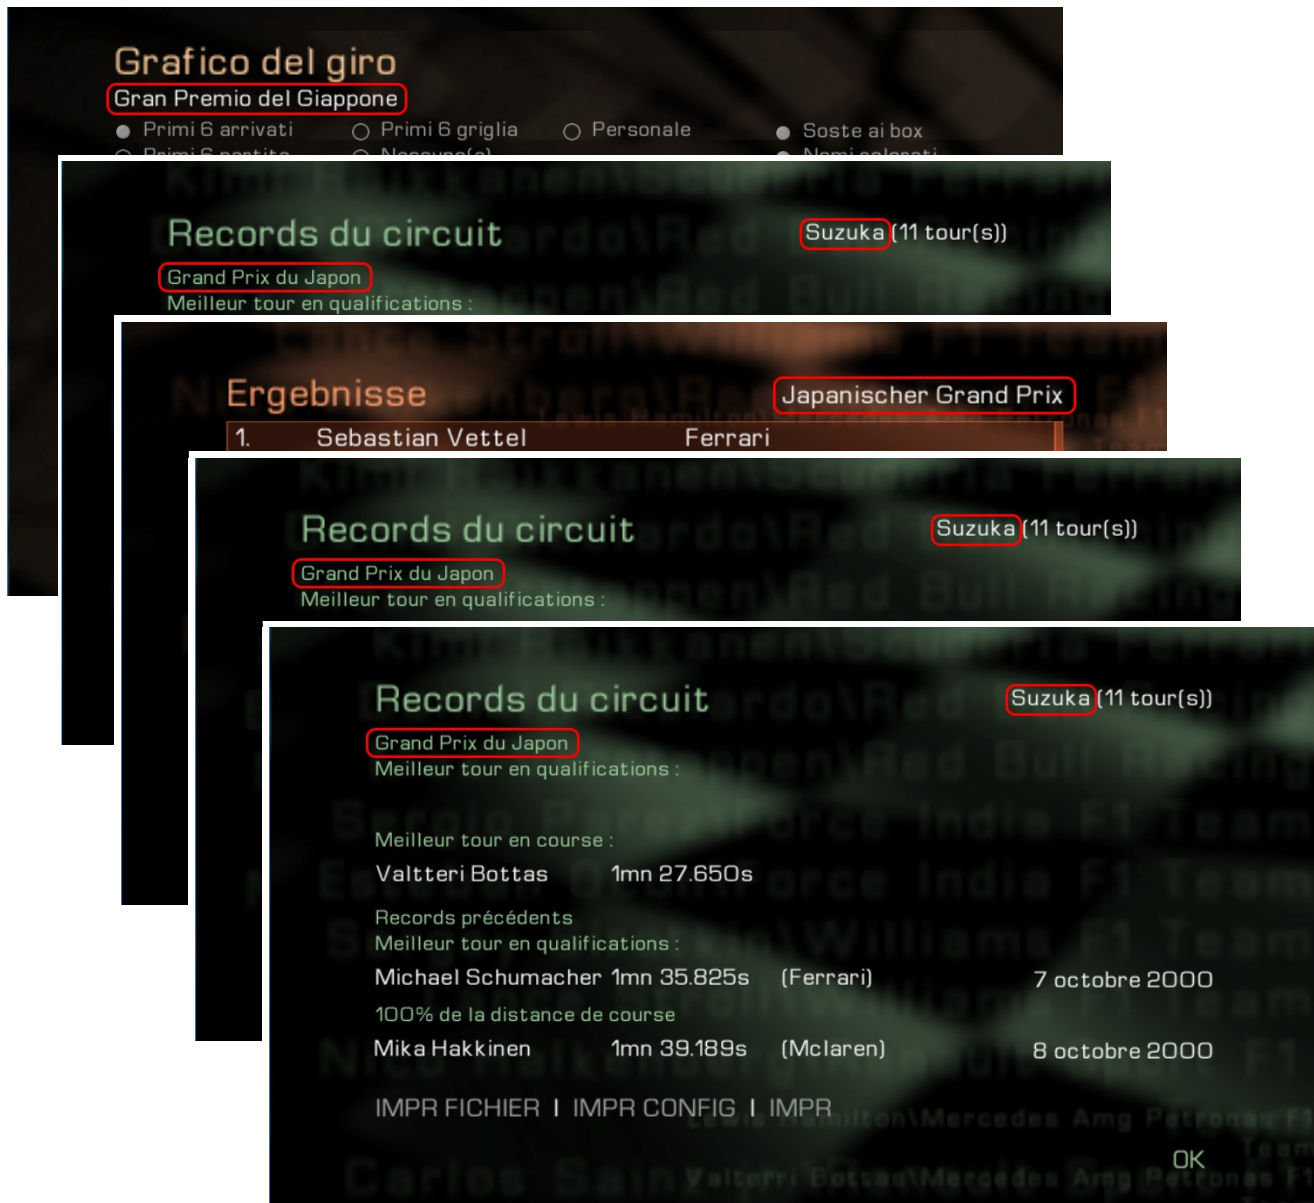 Grafico del giro
Gran Premio del Giappone
Primi 6 arrivati Primi 6 griglia Personale Soste ai box
Records du circuit Suzuka (11 tour(s))
Grand Prix du Japon
Meilleur tour en qualifications :
Ergebnisse Japanischer Grand Prix
1. Sebastian Vettel Ferrari
Records du circuit Suzuka (11 tour(s))
Grand Prix du Japon
Meilleur tour en qualifications :
Records du circuit Suzuka (11 tour(s))
Grand Prix du Japon
Meilleur tour en qualifications :
Meilleur tour en course :
Valtteri Bottas 1mn 27.650s
Records précédents
Meilleur tour en qualifications :
Michael Schumacher 1mn 35.825s (Ferrari) 7 octobre 2000
100% de la distance de course
Mika Hakkinen 1mn 39.189s (Mclaren) 8 octobre 2000
IMPR FICHIER | IMPR CONFIG | IMPR
OK